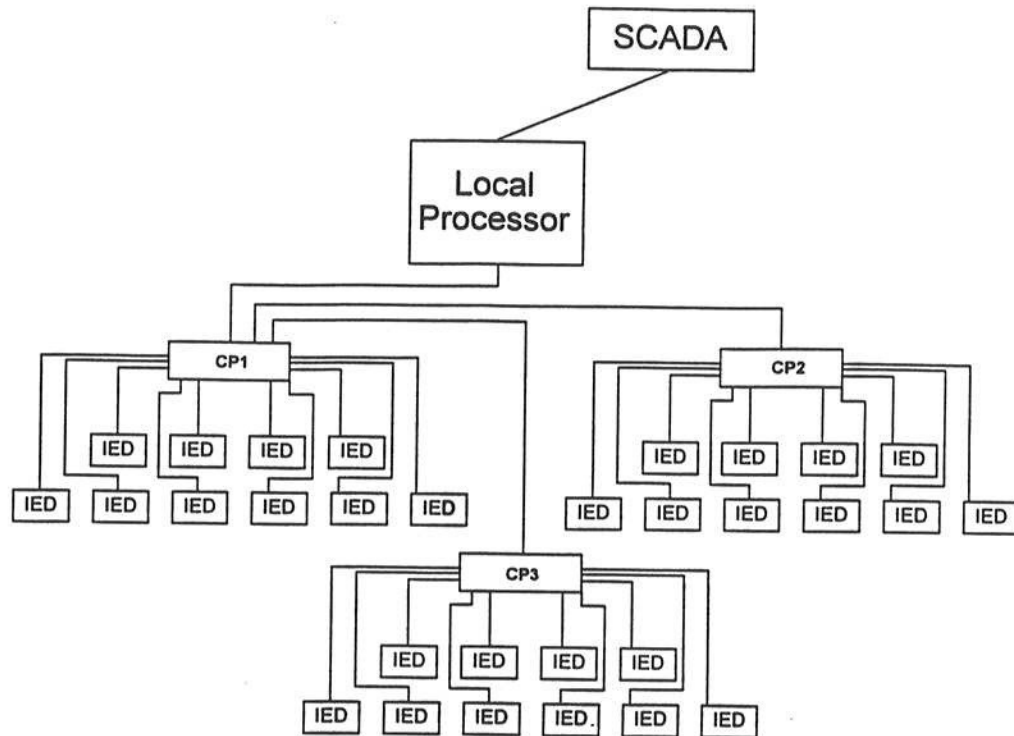 SCADA
Local
Processor
CP1
CP2
IED IED IED IED
IED IED IED IED
IED IED IED IED IED IED
IED IED IED IED IED IED
CP3
IED IED IED IED
IED IED IED IED. IED IED